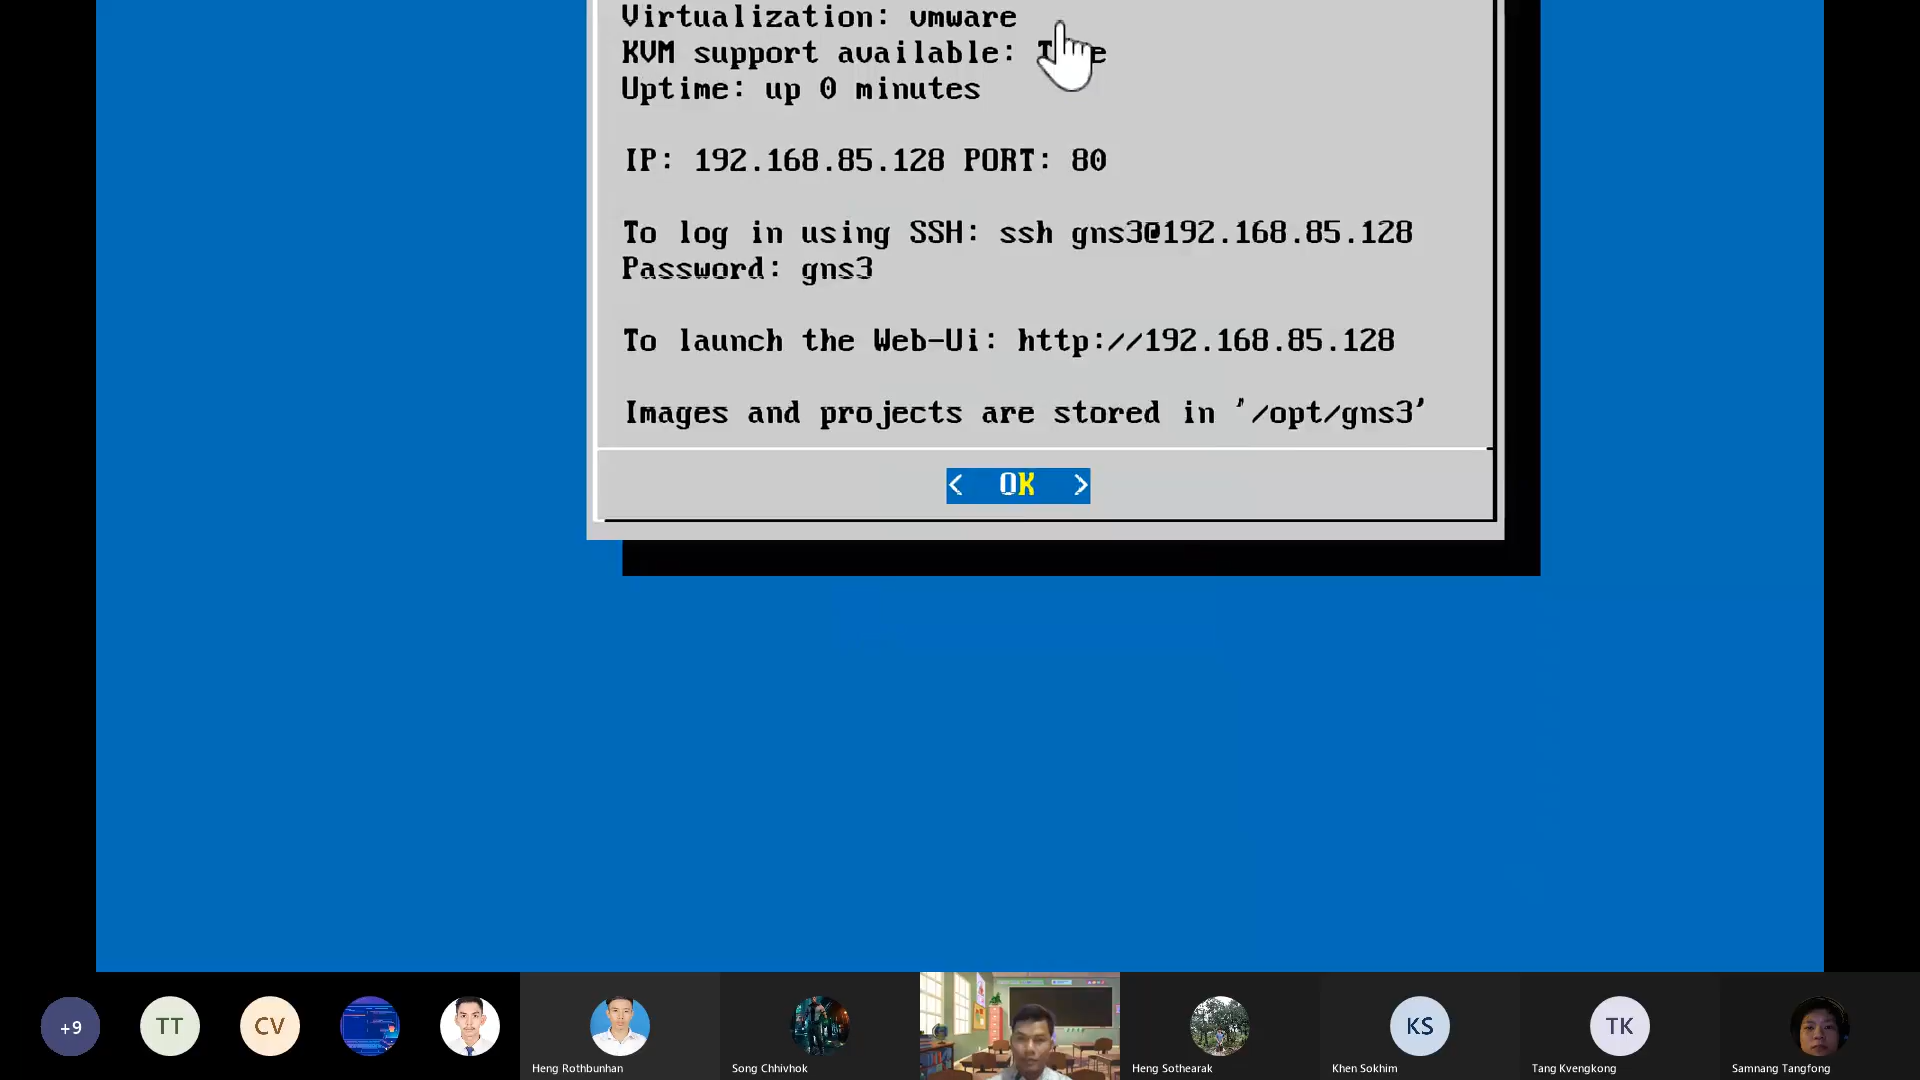 Virtualization: vmware
KVM support available:
Uptime: up 0 minutes
IP: 192.168.85.128 PORT: 80
To log in using SSH: ssh gns3@192.168.85.128
Password: gns3
To launch the Web-Ui: http://192.168.85.128
Images and projects are stored in '/opt/gns3'
< OK >
+9
TT
CV
KS
TK
Heng Rothbunhan
Song Chhivhok
Heng Sothearak
Khen Sokhim
Tang Kvengkong
Samnang Tangfong